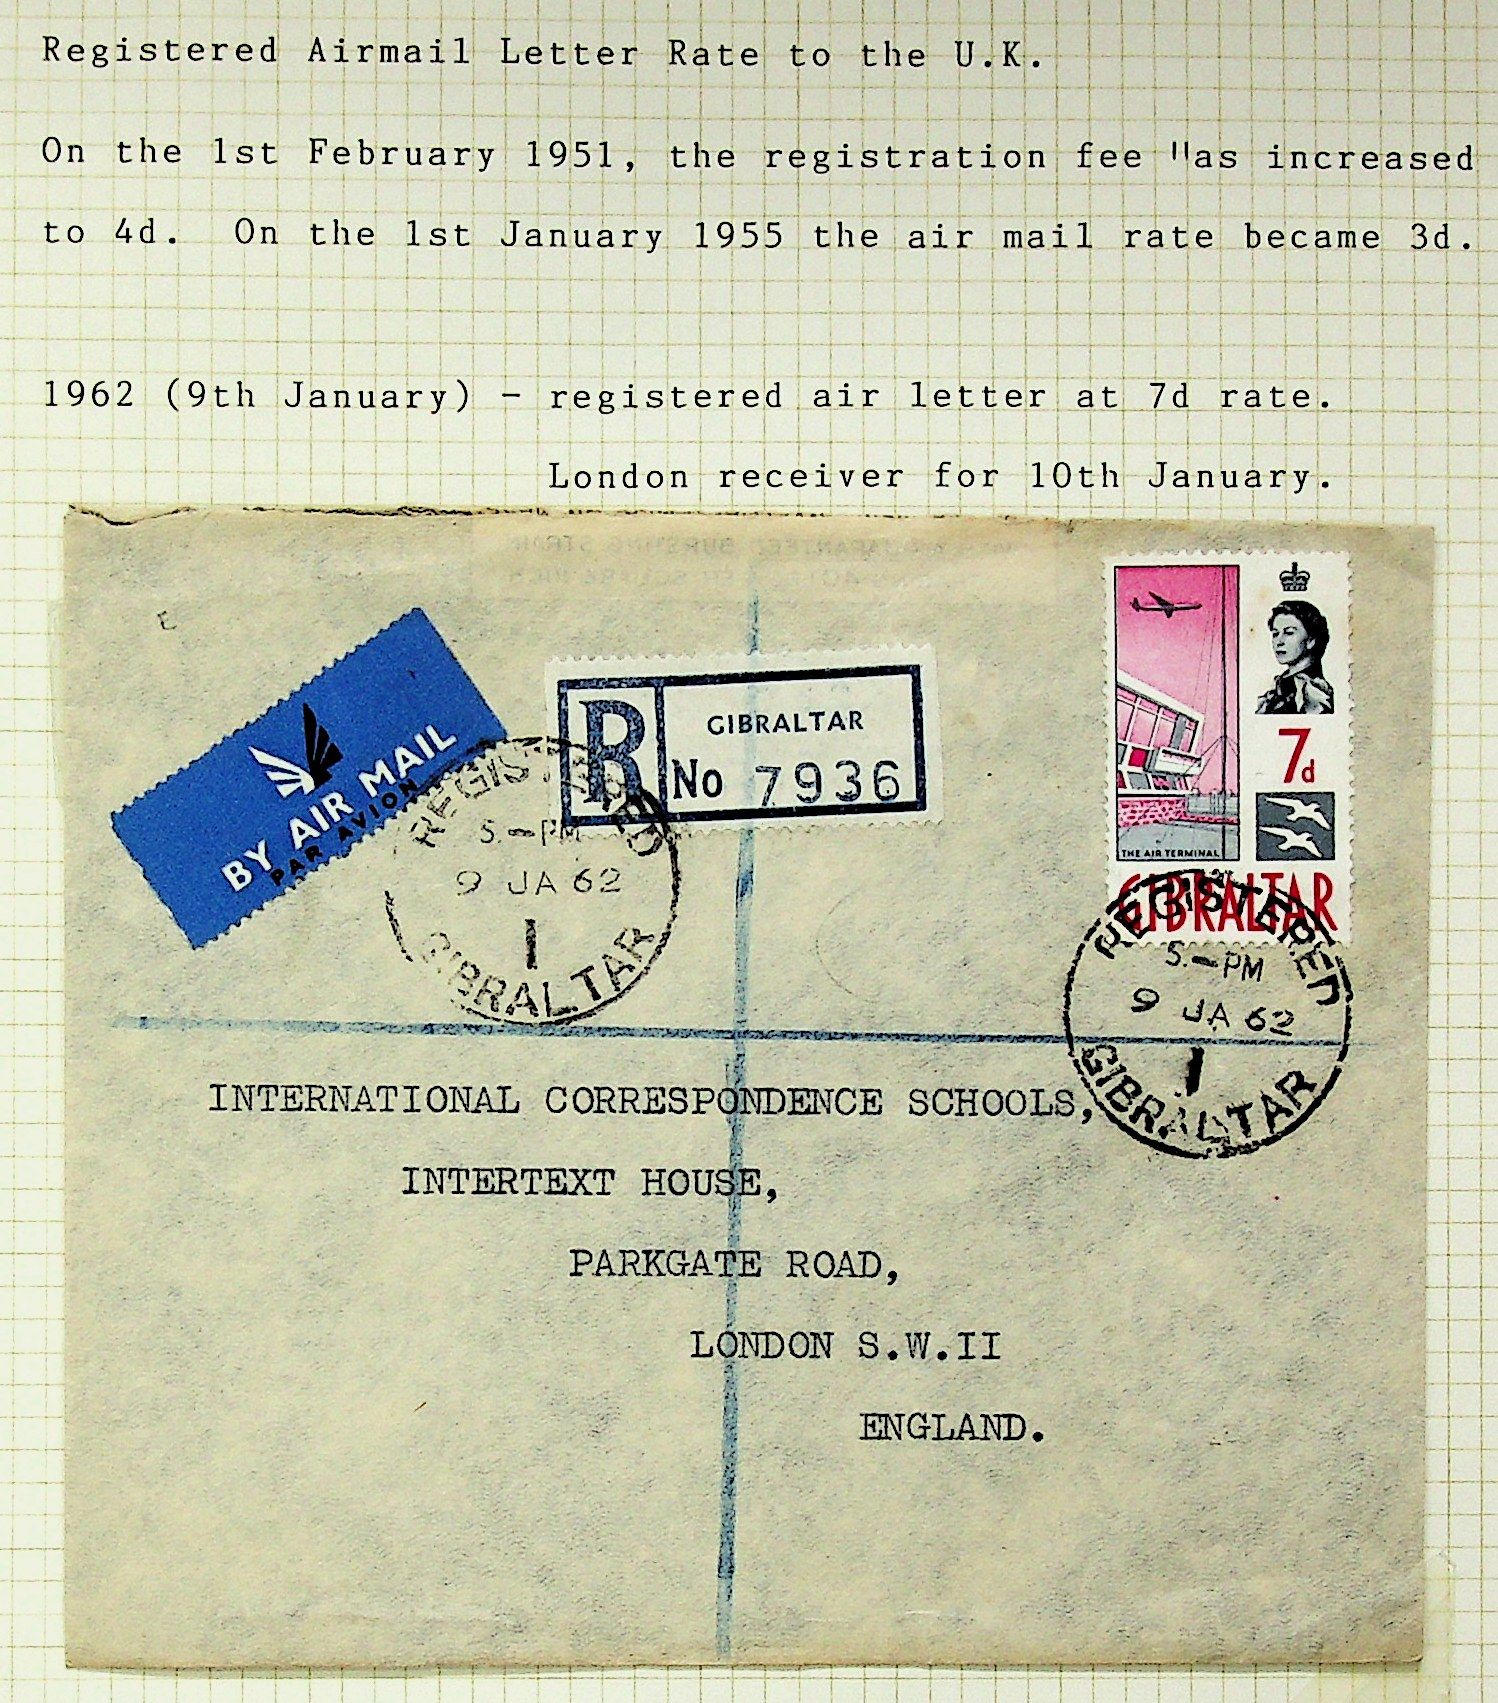 Registered Airmail Letter Rate to the U.K.
On the 1st February 1951, the registration fee "as increased
to 4d. On the 1st January 1955 the air mail rate became 3d.
1962 (9th January) - registered air letter at 7d rate.
London receiver for 10th January.
E
BY AIR MAIL
PAR AVION
R
GIBRALTAR
No 7936
REGISTERED
5.-PM
9 JA 62
1
GIBRALTAR
7d
THE AIR TERMINAL
GIBRALTAR
REGISTERED
5.-PM
9 JA 62
1
GIBRALTAR
INTERNATIONAL CORRESPONDENCE SCHOOLS,
INTERTEXT HOUSE,
PARKGATE ROAD,
LONDON S.W.II
ENGLAND.